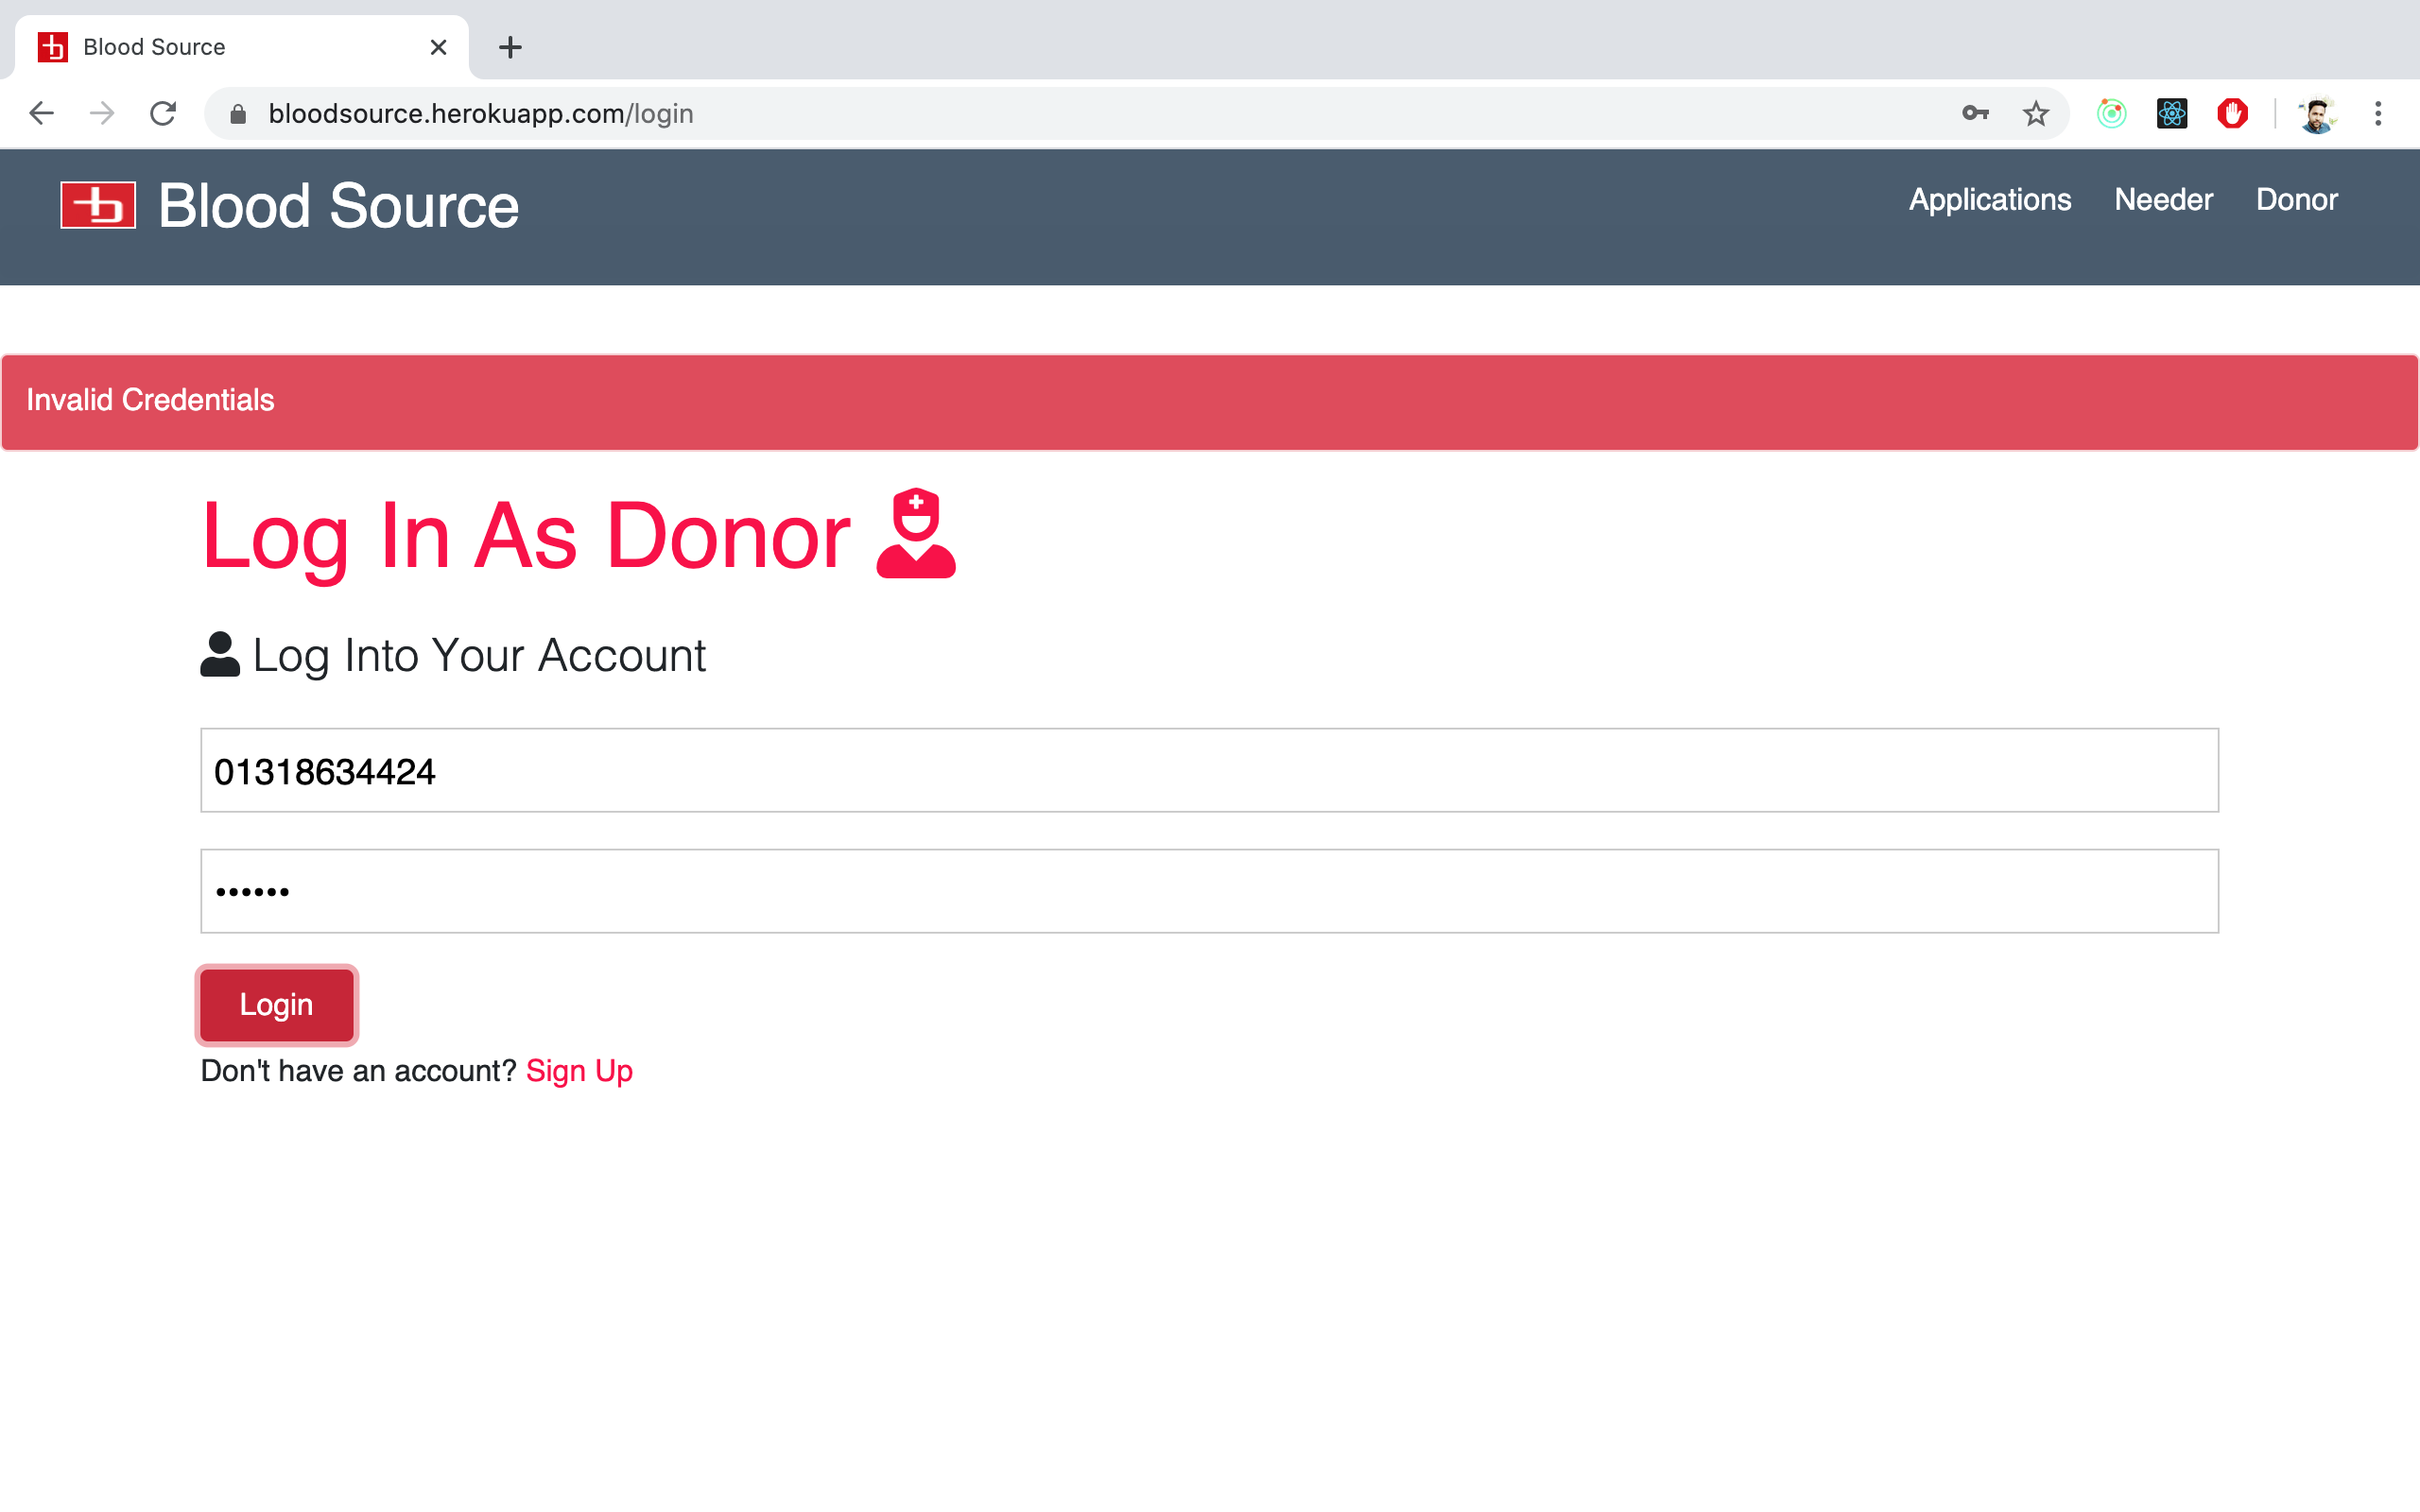 Blood Source
bloodsource.herokuapp.com/login
Blood Source
Applications Needer Donor
Invalid Credentials
Log In As Donor
Log Into Your Account
01318634424
••••••
Login
Don't have an account? Sign Up